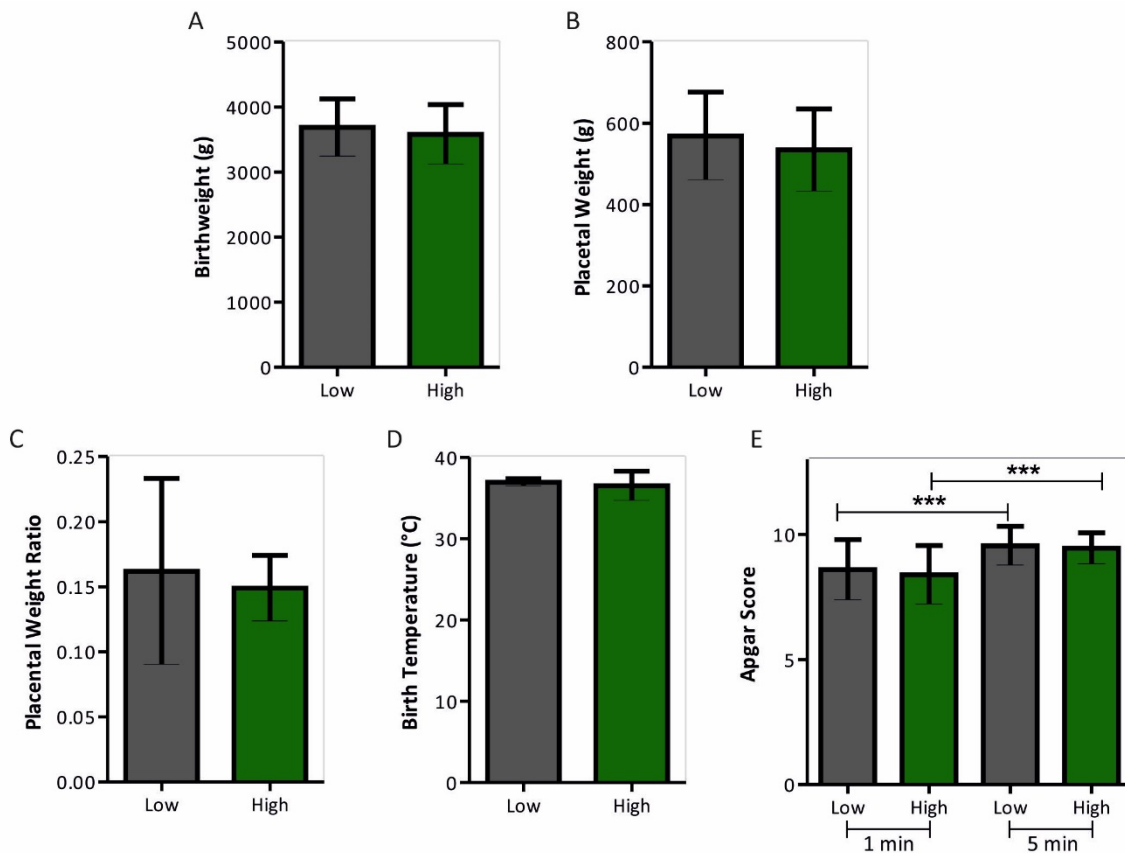 A
Birthweight (g)
5000
4000
3000
2000
1000
0
Low High
B
Placetal Weight (g)
800
600
400
200
0
Low High
C
Placental Weight Ratio
0.25
0.20
0.15
0.10
0.05
0.00
Low High
D
Birth Temperature (°C)
40
30
20
10
0
Low High
E
Apgar Score
10
5
0
***
***
Low High Low High
1 min 5 min